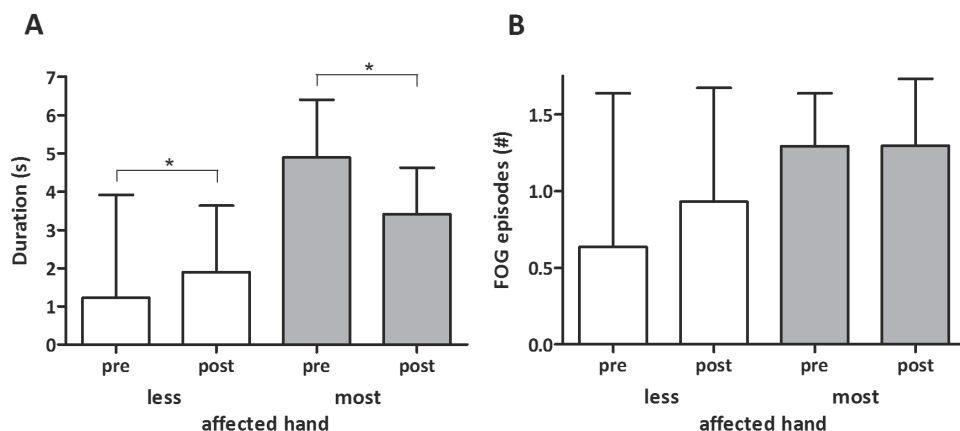 A
Duration (s)
7
6
5
4
3
2
1
0
*
*
pre post pre post
less most
affected hand
B
FOG episodes (#)
1.5
1.0
0.5
0.0
pre post pre post
less most
affected hand